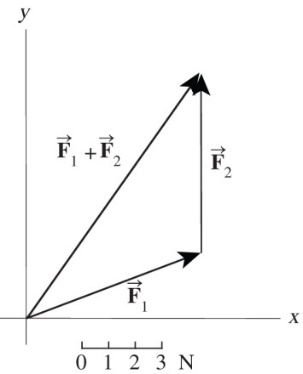 y
F⃗₁ + F⃗₂
F⃗₂
F⃗₁
x
0 1 2 3 N